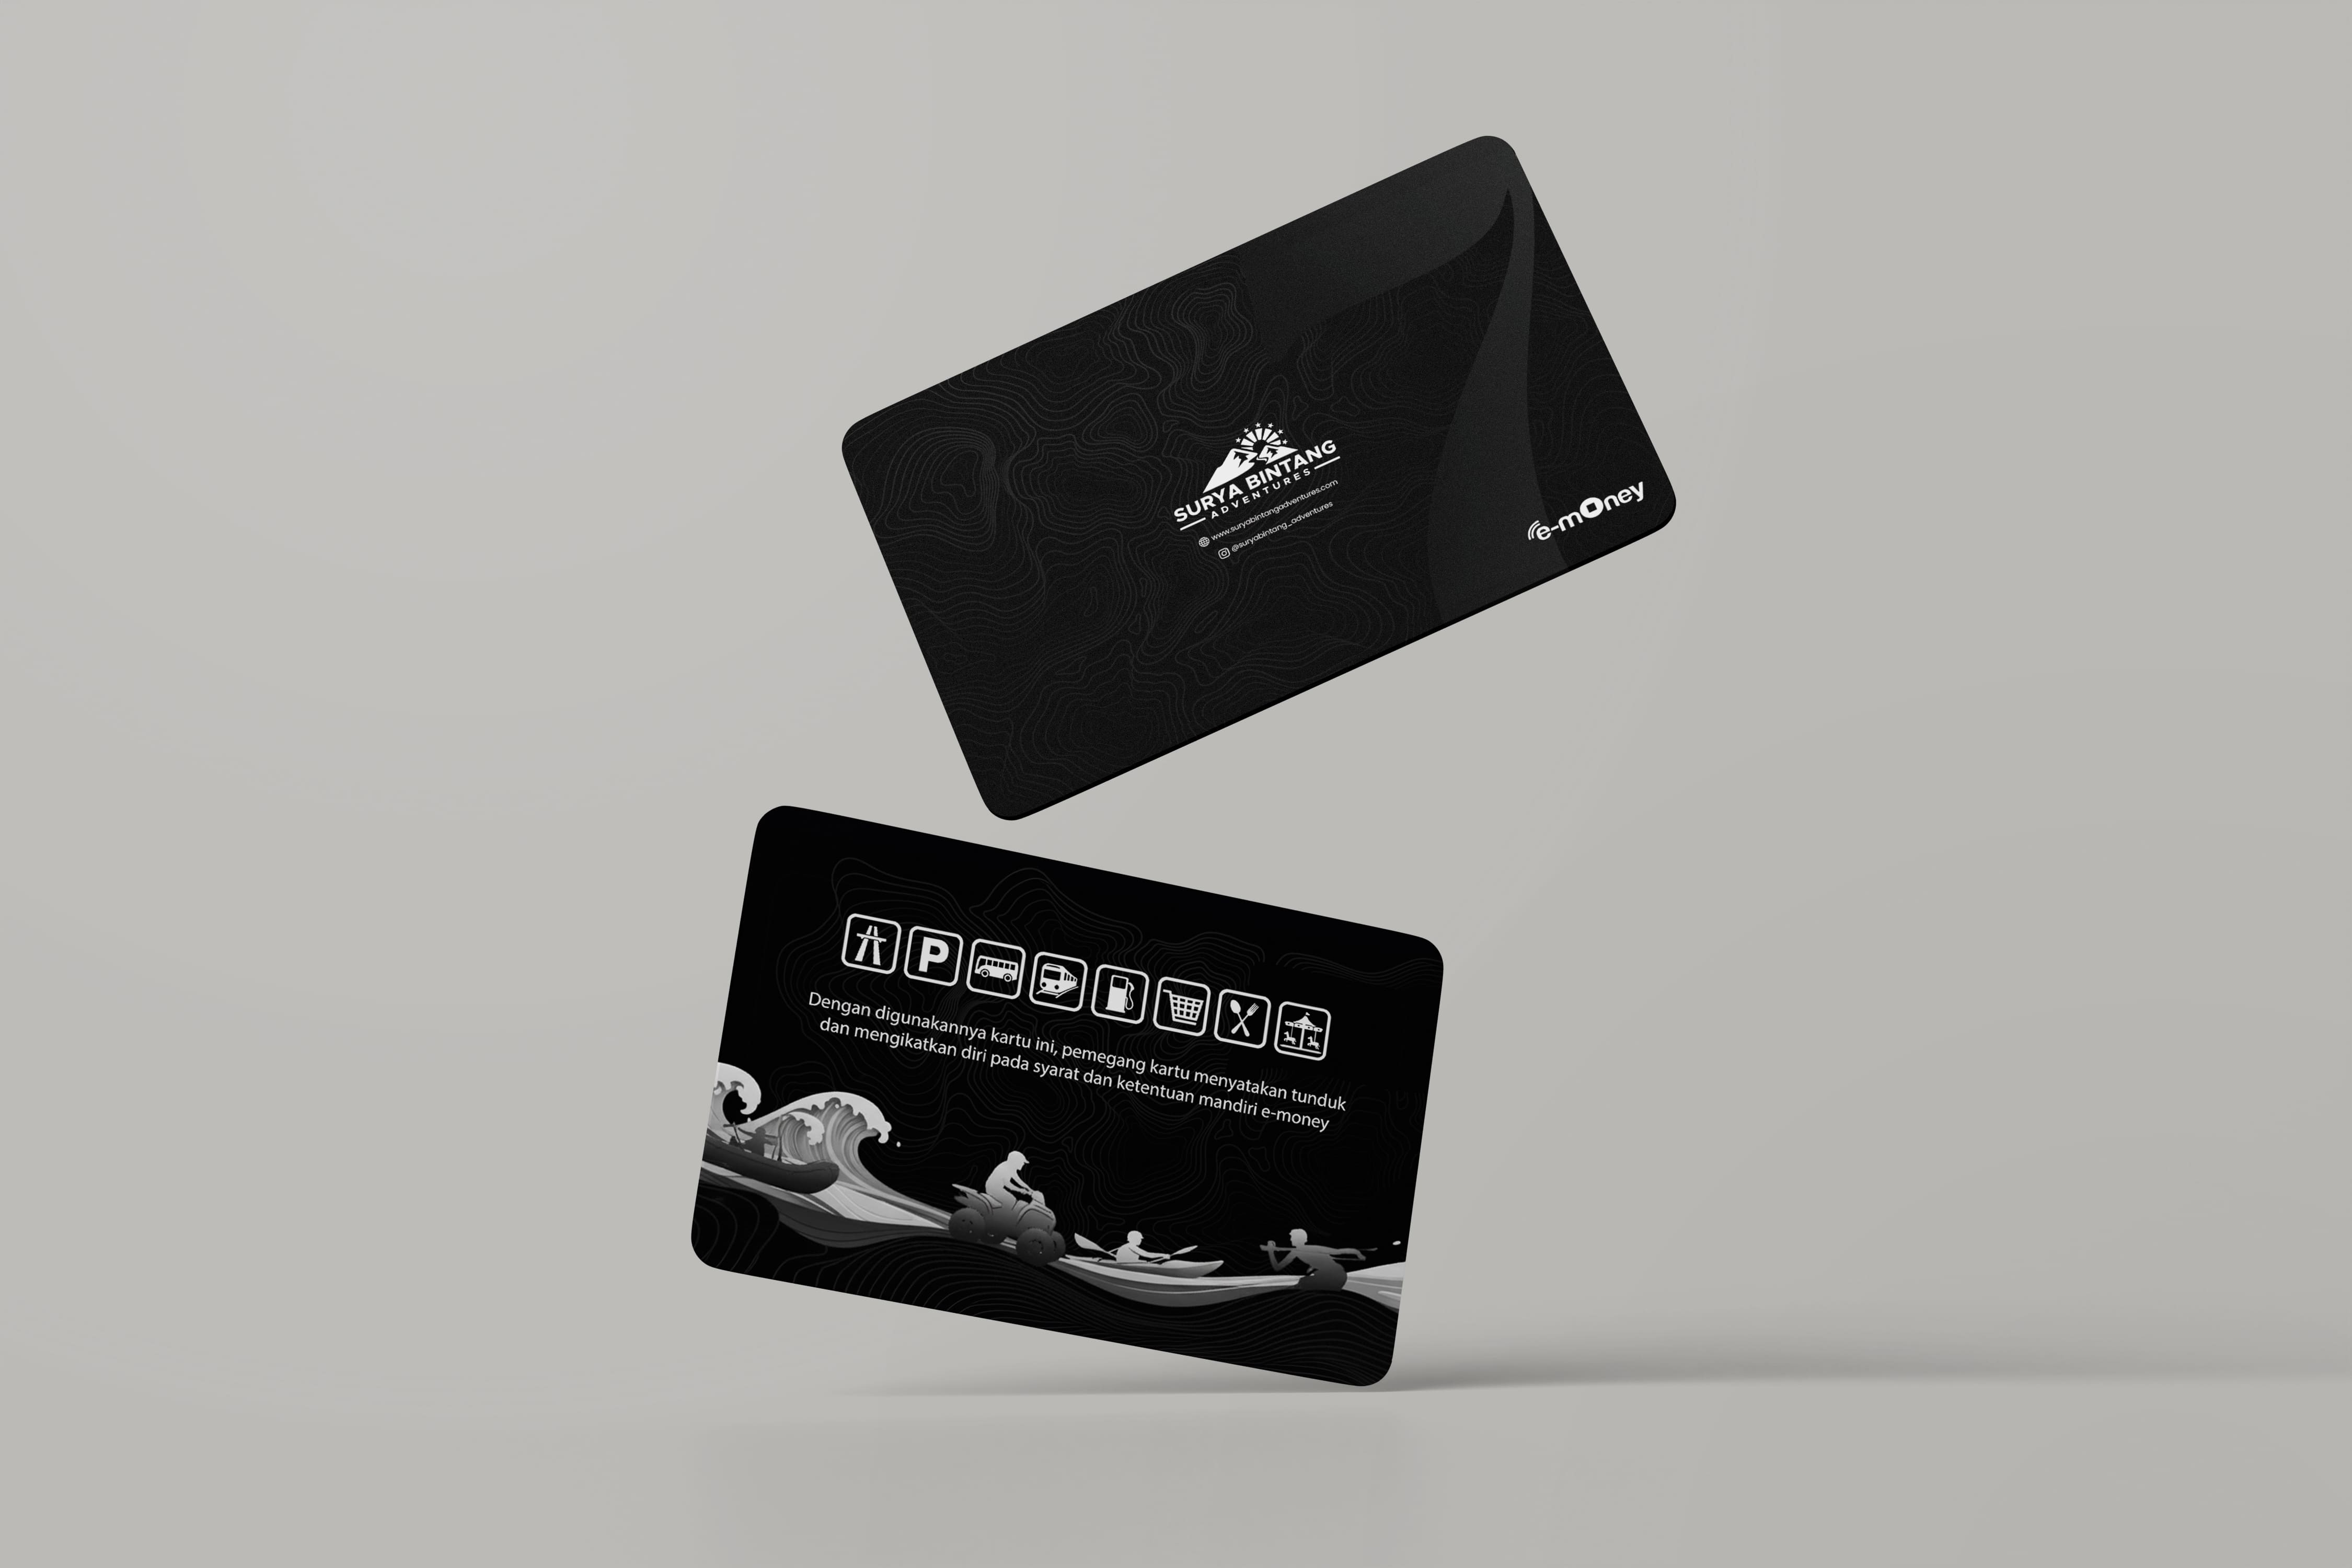 SURYA BINTANG
ADVENTURES
www.suryabintangadventures.com
@suryabintang_adventures
e-money
P
Dengan digunakannya kartu ini, pemegang kartu menyatakan tunduk
dan mengikatkan diri pada syarat dan ketentuan mandiri e-money